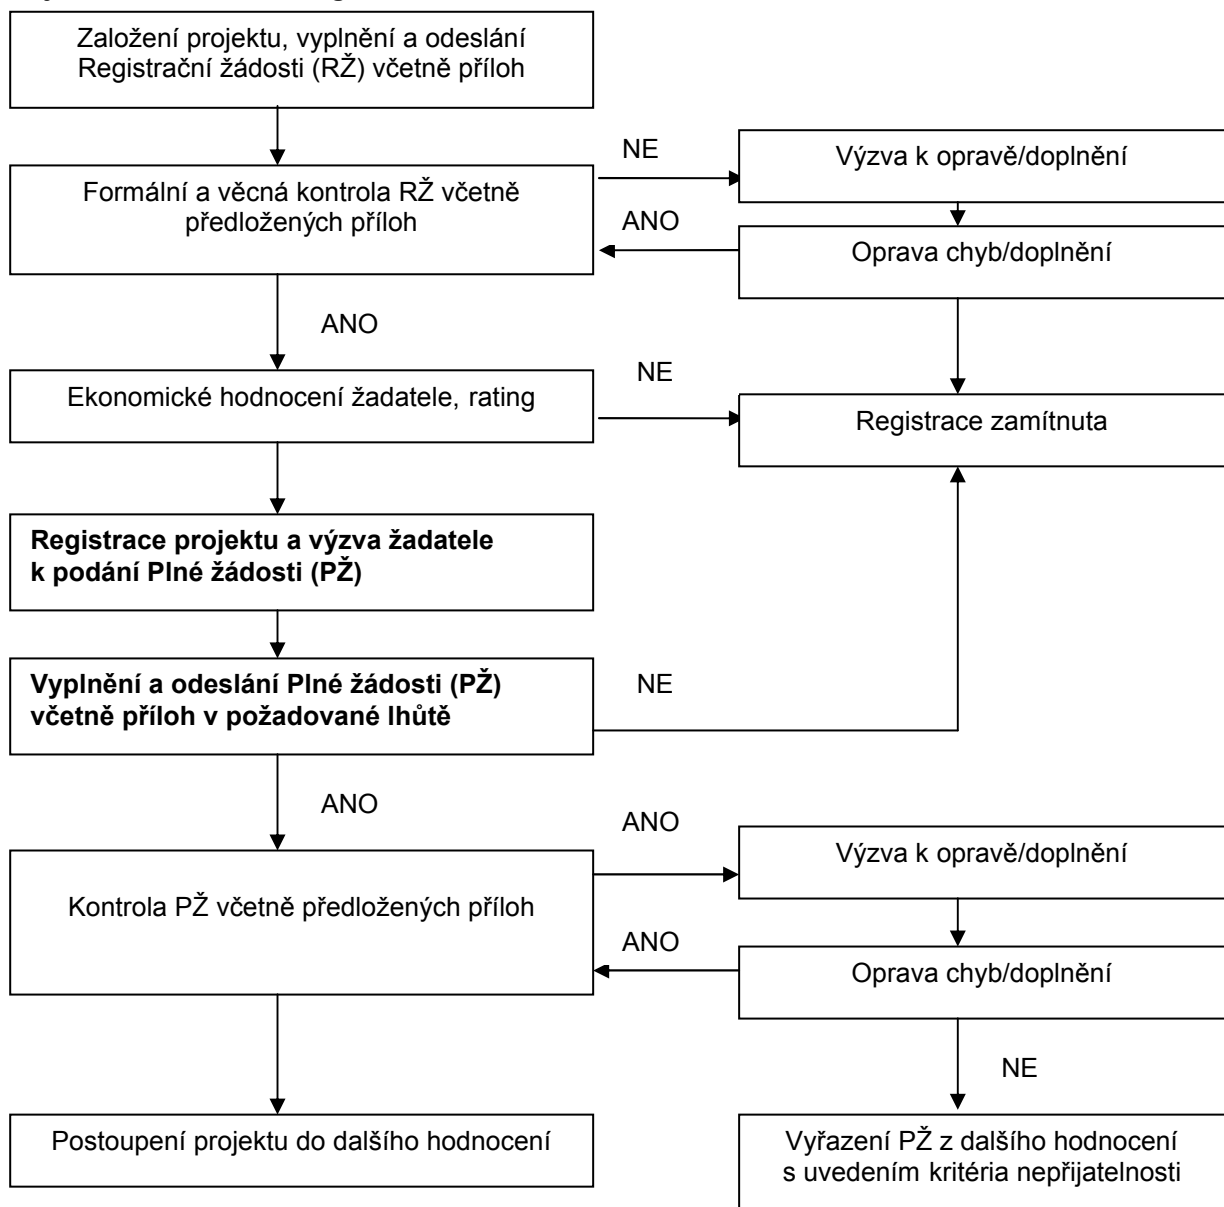 Založení projektu, vyplnění a odeslání
Registrační žádosti (RŽ) včetně příloh
NE
Výzva k opravě/doplnění
Formální a věcná kontrola RŽ včetně
předložených příloh
ANO
Oprava chyb/doplnění
ANO
NE
Ekonomické hodnocení žadatele, rating
Registrace zamítnuta
Registrace projektu a výzva žadatele
k podání Plné žádosti (PŽ)
Vyplnění a odeslání Plné žádosti (PŽ)
včetně příloh v požadované lhůtě
NE
ANO
ANO
Výzva k opravě/doplnění
Kontrola PŽ včetně předložených příloh
ANO
Oprava chyb/doplnění
NE
Postoupení projektu do dalšího hodnocení
Vyřazení PŽ z dalšího hodnocení
s uvedením kritéria nepřijatelnosti